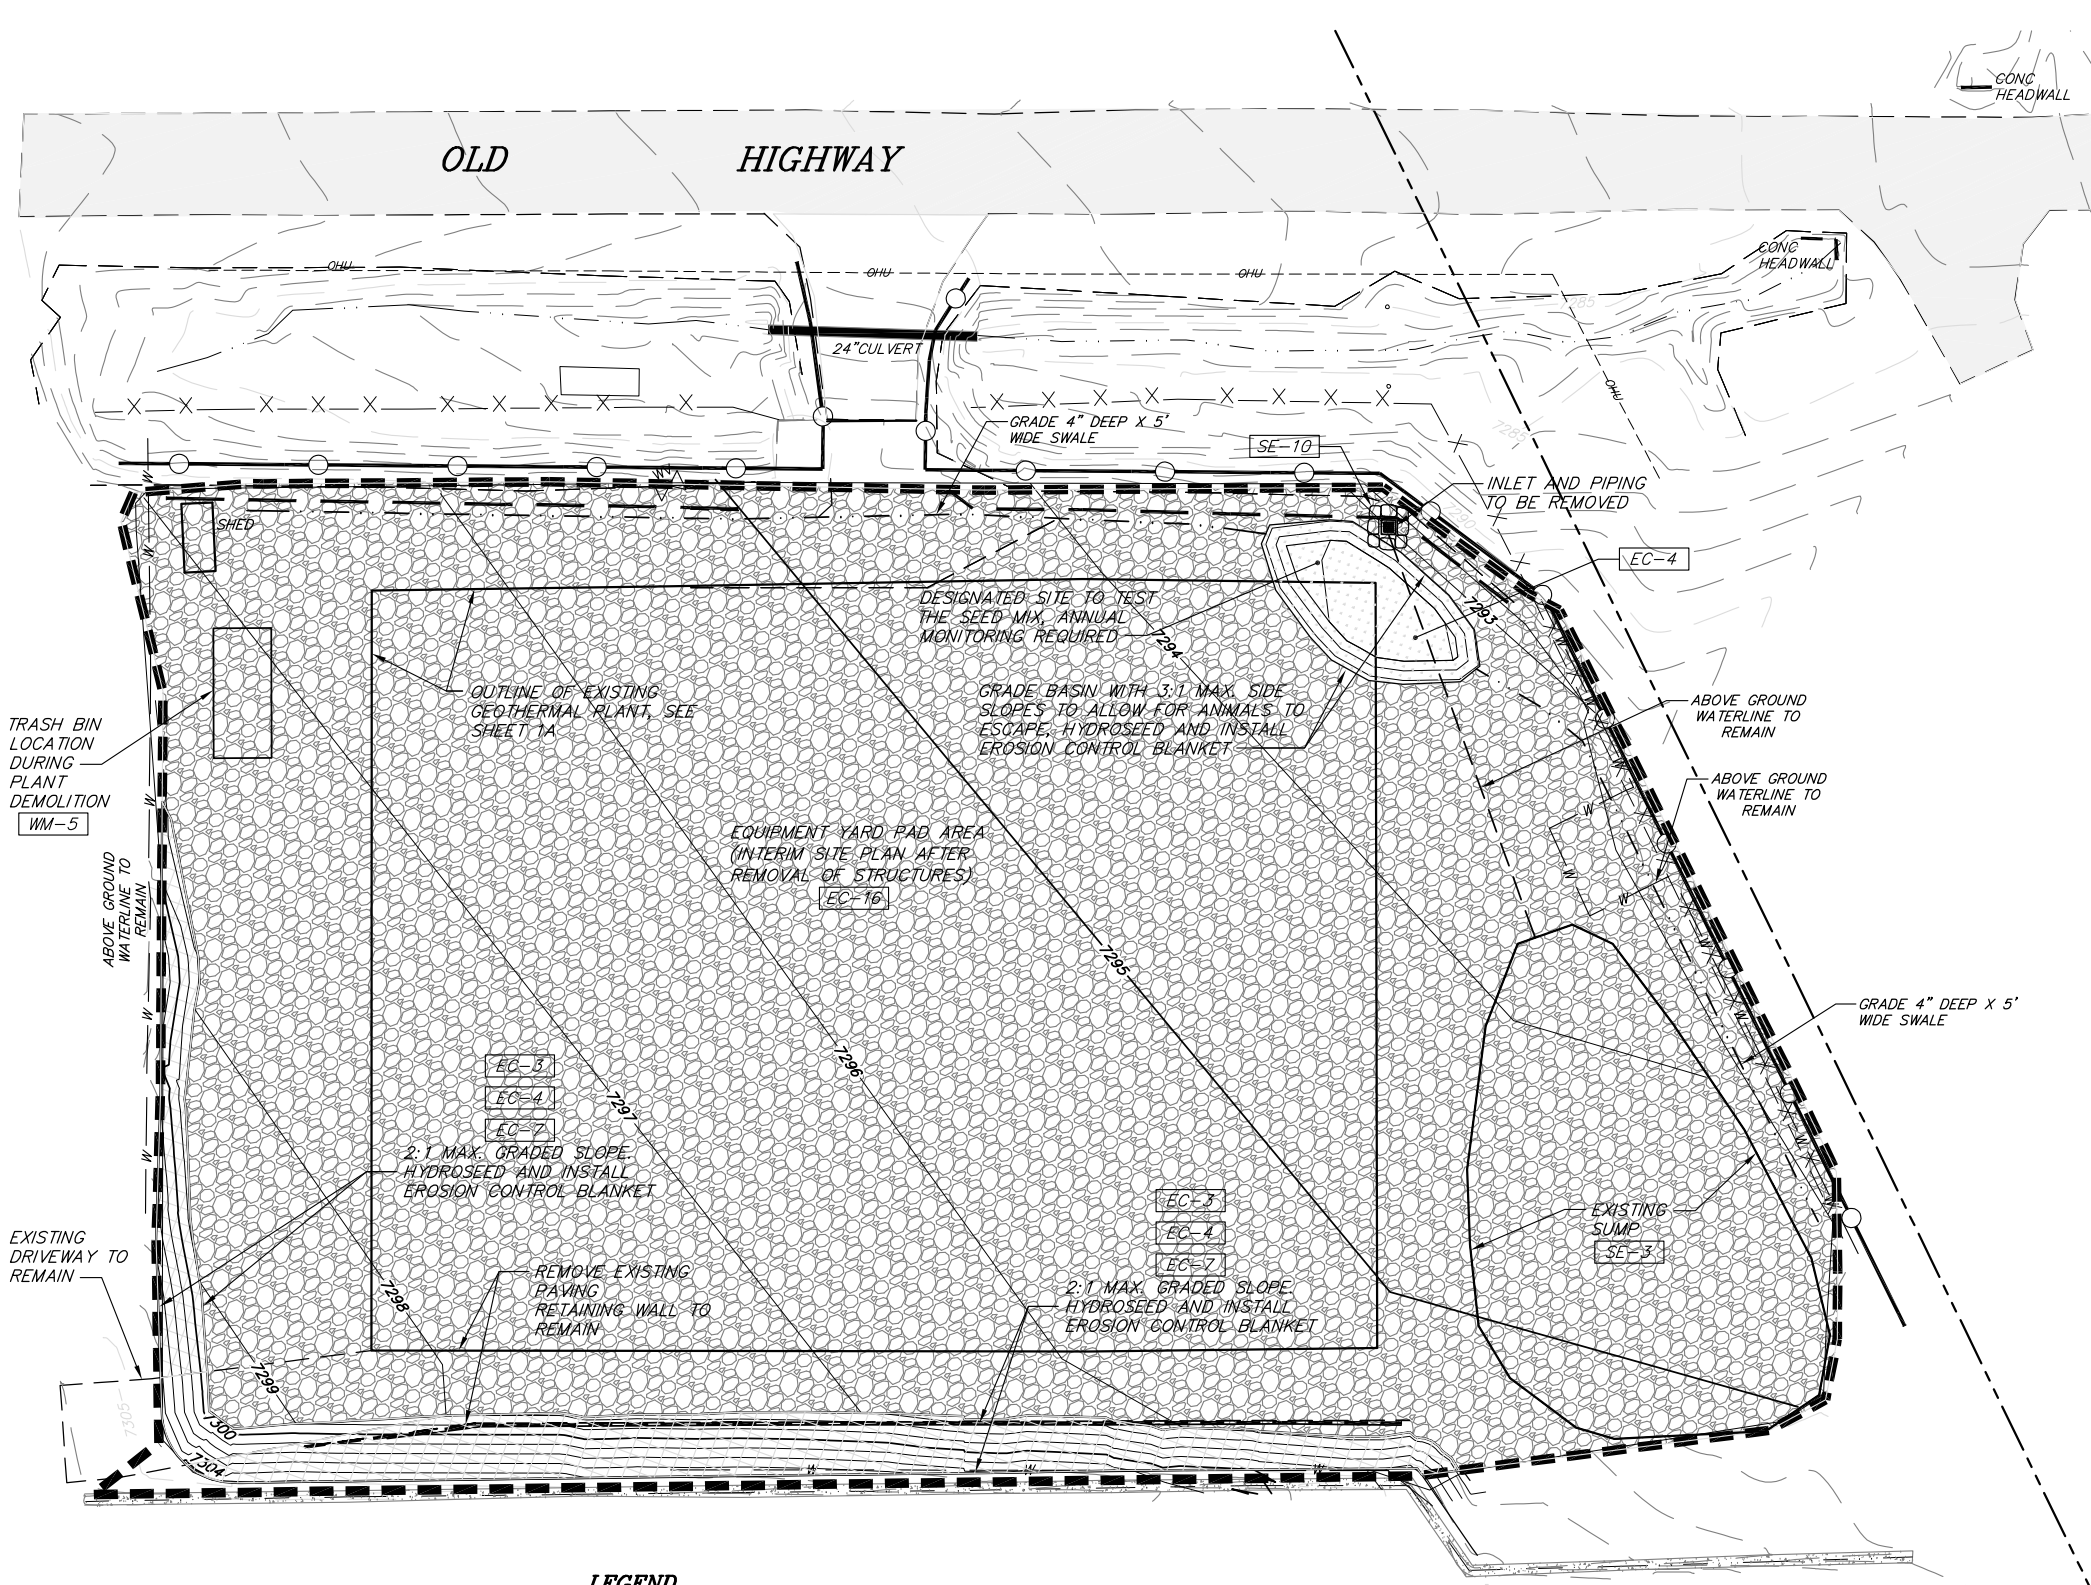 CONC
HEADWALL
OLD HIGHWAY
CONC
HEADWALL
OHU
OHU
OHU
7285
24"CULVERT
OHU
X X X X X X X X X
X X X X X X X X
GRADE 4" DEEP X 5'
WIDE SWALE
7285
SE-10
INLET AND PIPING
TO BE REMOVED
7290
SHED
EC-4
DESIGNATED SITE TO TEST
THE SEED MIX, ANNUAL
MONITORING REQUIRED
7293
7294
OUTLINE OF EXISTING
GEOTHERMAL PLANT, SEE
SHEET 1A
GRADE BASIN WITH 3:1 MAX. SIDE
SLOPES TO ALLOW FOR ANIMALS TO
ESCAPE, HYDROSEED AND INSTALL
EROSION CONTROL BLANKET
ABOVE GROUND
WATERLINE TO
REMAIN
TRASH BIN
LOCATION
DURING
PLANT
DEMOLITION
WM-5
ABOVE GROUND
WATERLINE TO
REMAIN
EQUIPMENT YARD PAD AREA
(INTERIM SITE PLAN AFTER
REMOVAL OF STRUCTURES)
EC-16
ABOVE GROUND
WATERLINE TO
REMAIN
7295
GRADE 4" DEEP X 5'
WIDE SWALE
7296
7297
EC-3
EC-4
EC-7
2:1 MAX. GRADED SLOPE.
HYDROSEED AND INSTALL
EROSION CONTROL BLANKET
EC-3
EC-4
EC-7
2:1 MAX. GRADED SLOPE.
HYDROSEED AND INSTALL
EROSION CONTROL BLANKET
EXISTING
SUMP
SE-3
EXISTING
DRIVEWAY TO
REMAIN
REMOVE EXISTING
PAVING
RETAINING WALL TO
REMAIN
7298
7299
7305
7300
7304
W W W
LEGEND